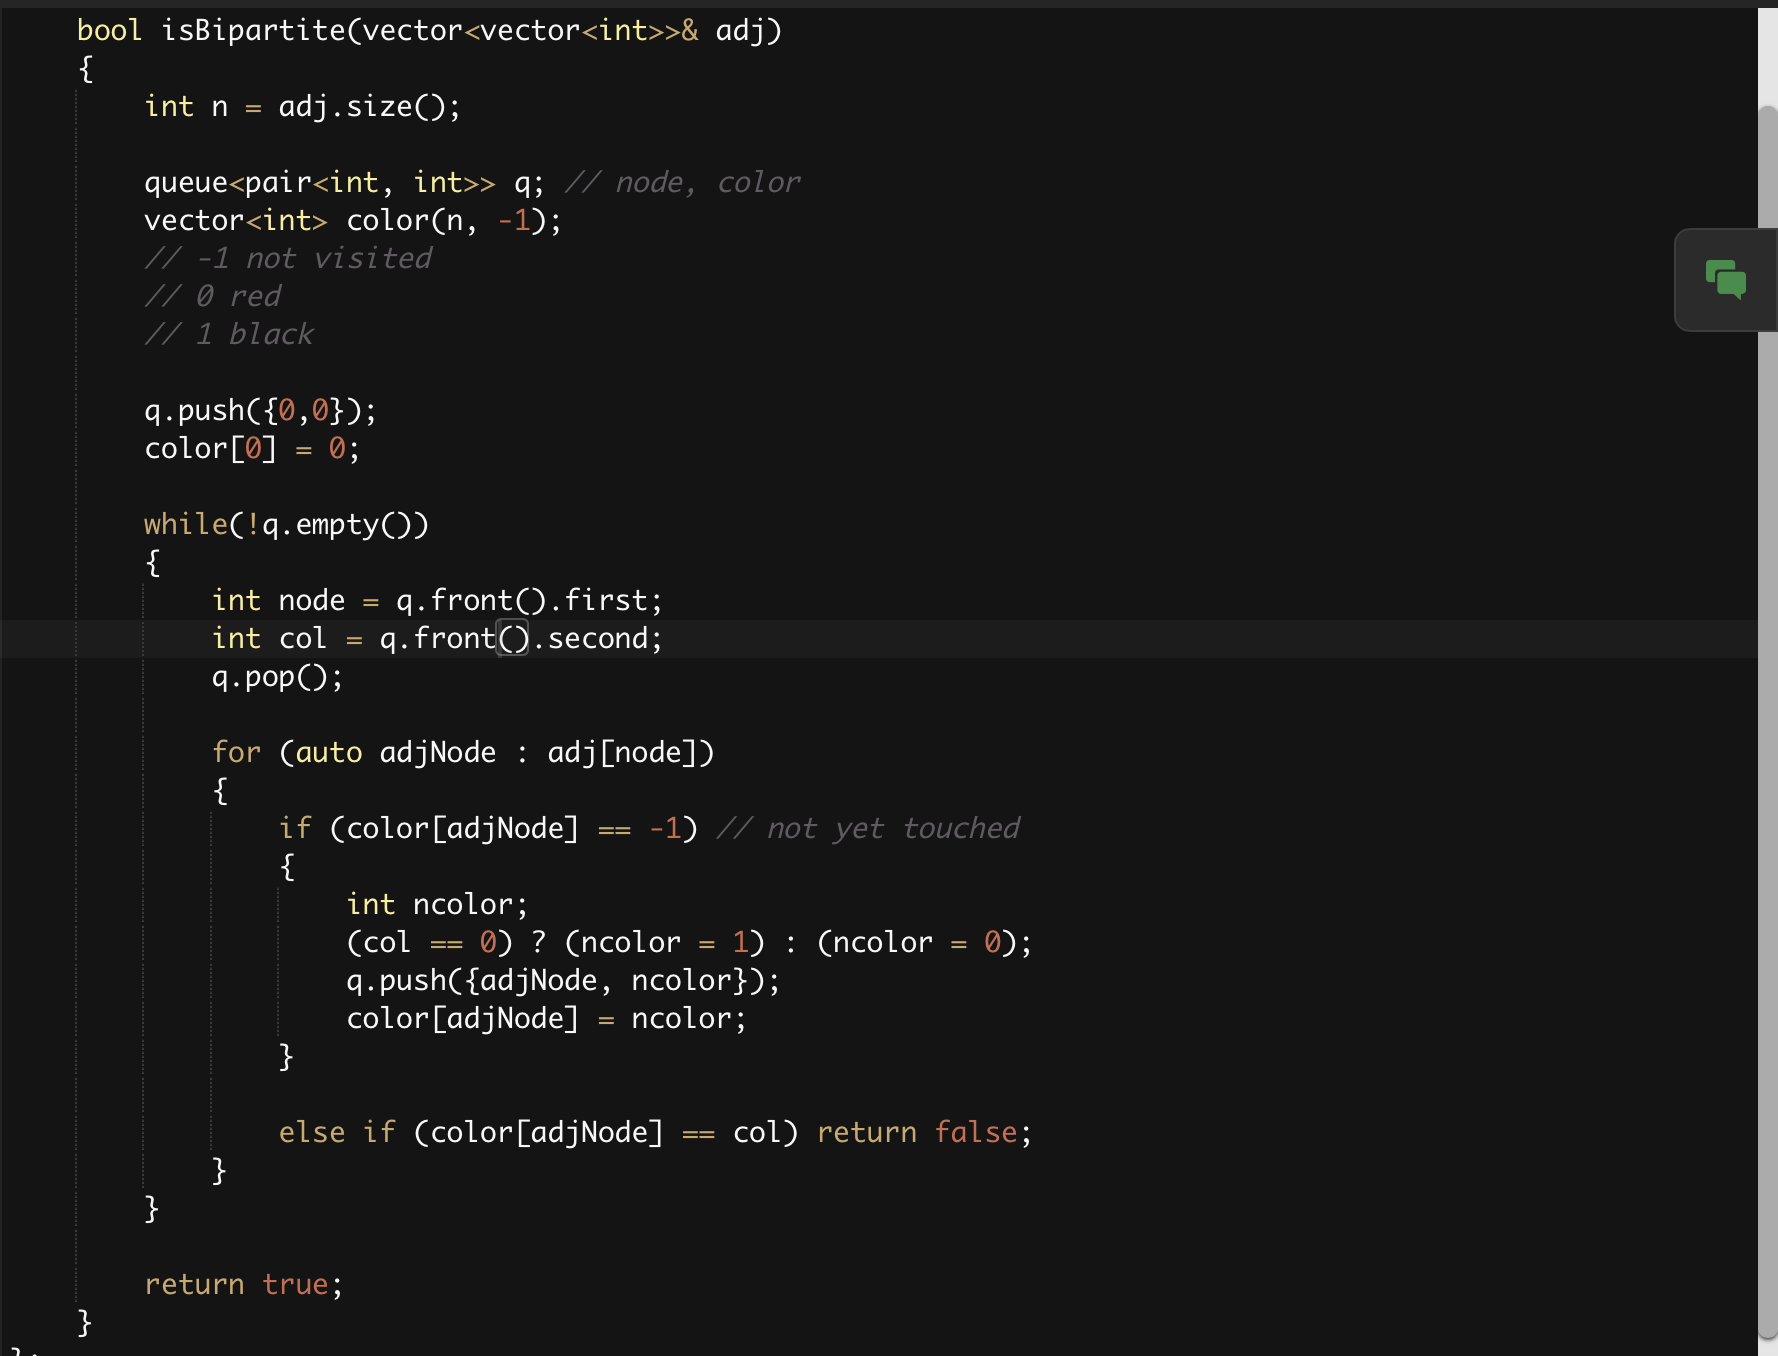 bool isBipartite(vector<vector<int>>& adj)
{
int n = adj.size();
queue<pair<int, int>> q; // node, color
vector<int> color(n, -1);
// -1 not visited
// 0 red
// 1 black
q.push({0,0});
color[0] = 0;
while(!q.empty())
{
int node = q.front().first;
int col = q.front().second;
q.pop();
for (auto adjNode : adj[node])
{
if (color[adjNode] == -1) // not yet touched
{
int ncolor;
(col == 0) ? (ncolor = 1) : (ncolor = 0);
q.push({adjNode, ncolor});
color[adjNode] = ncolor;
}
else if (color[adjNode] == col) return false;
}
}
return true;
}